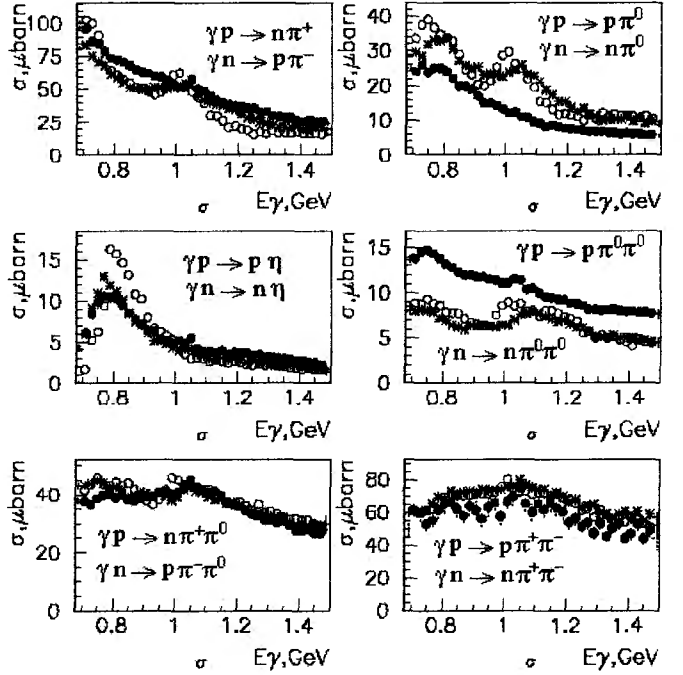 σ,μbarn
100
75
50
25
0
γp → nπ⁺
γn → pπ⁻
0.8 1 1.2 1.4
σ Eγ,GeV
σ,μbarn
40
30
20
10
0
γp → pπ⁰
γn → nπ⁰
0.8 1 1.2 1.4
σ Eγ,GeV
σ,μbarn
15
10
5
0
γp → p η
γn → n η
0.8 1 1.2 1.4
σ Eγ,GeV
σ,μbarn
15
10
5
0
γp → pπ⁰π⁰
γn → nπ⁰π⁰
0.8 1 1.2 1.4
σ Eγ,GeV
σ,μbarn
40
20
0
γp → nπ⁺π⁰
γn → pπ⁻π⁰
0.8 1 1.2 1.4
σ Eγ,GeV
σ,μbarn
80
60
40
20
0
γp → pπ⁺π⁻
γn → nπ⁺π⁻
0.8 1 1.2 1.4
σ Eγ,GeV